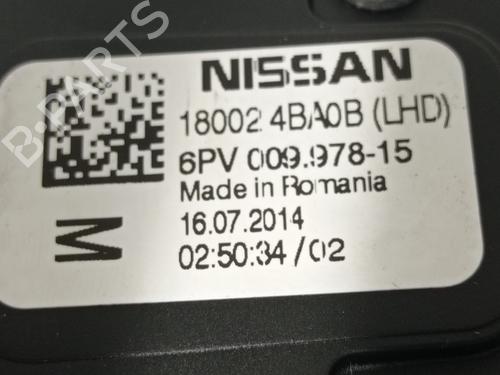 B-PARTS
NISSAN
18002 4BA0B (LHD)
6PV 009.978-15
Made in Romania
M
16.07.2014
02:50:34 /02